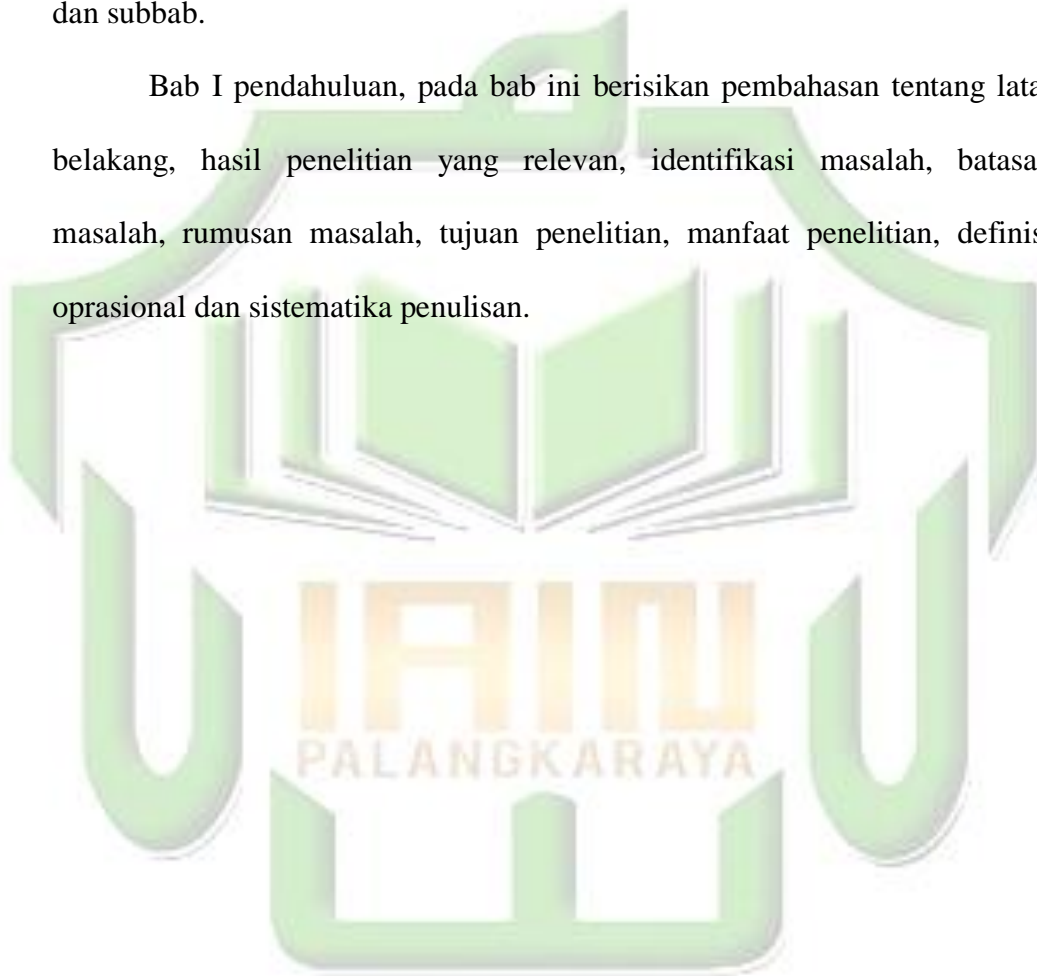 dan subbab.
Bab I pendahuluan, pada bab ini berisikan pembahasan tentang lata
belakang, hasil penelitian yang relevan, identifikasi masalah, batasa
masalah, rumusan masalah, tujuan penelitian, manfaat penelitian, definis
oprasional dan sistematika penulisan.
IAIN
PALANGKARAYA